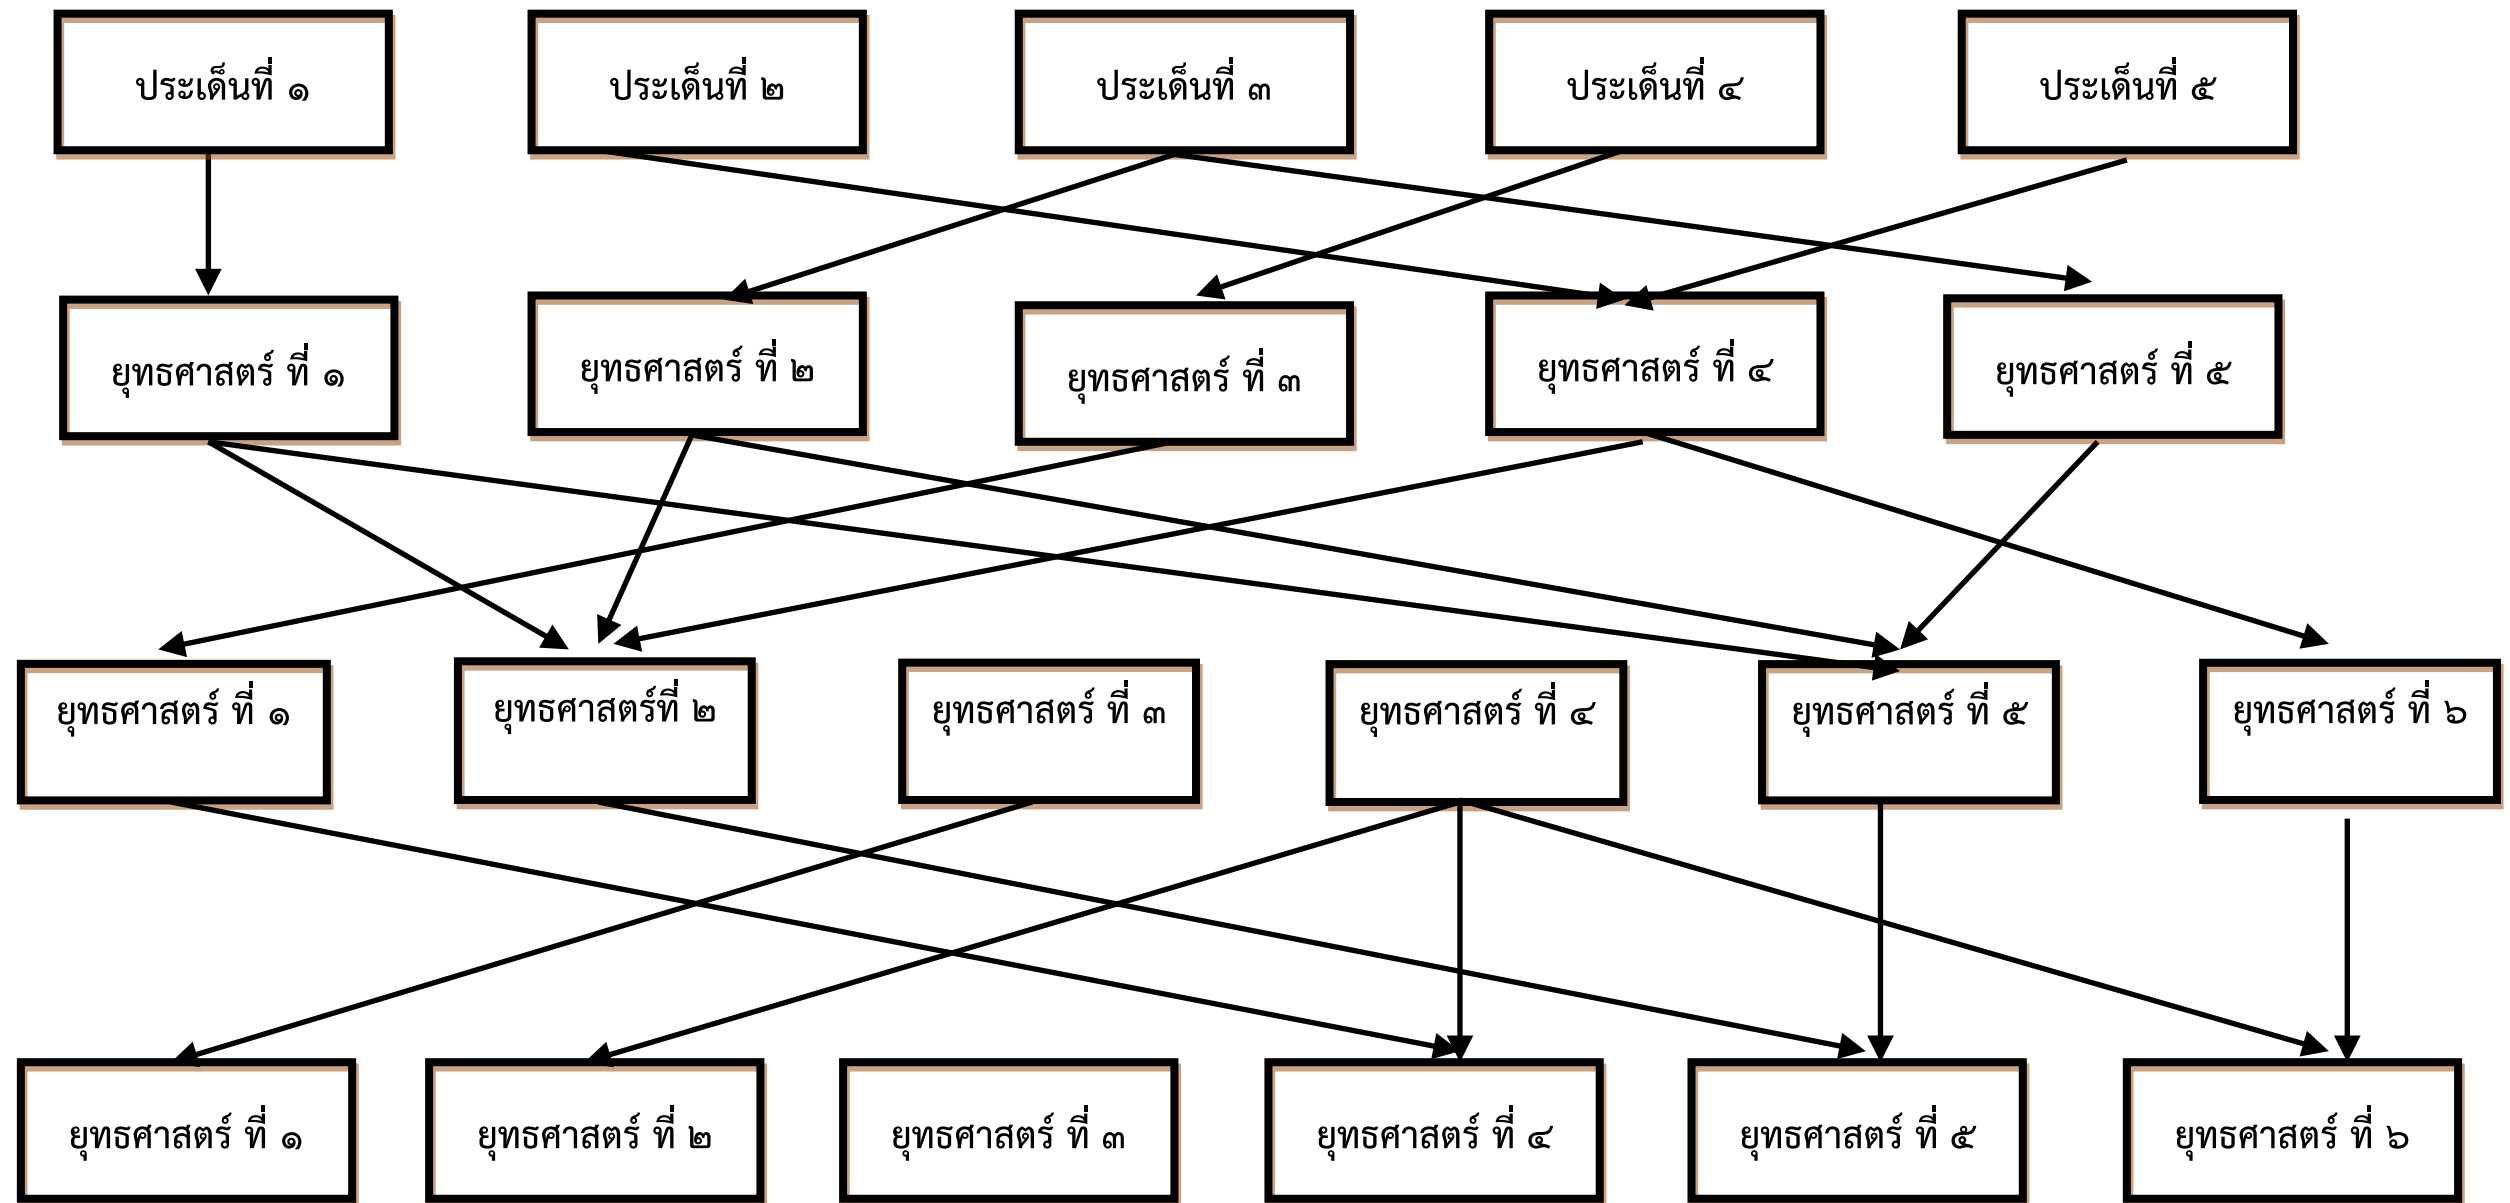 ประเด็นที่ ๑
ประเด็นที่ ๒
ประเด็นที่ ๓
ประเด็นที่ ๔
ประเด็นที่ ๕
ยุทธศาสตร์ ที่ ๑
ยุทธศาสตร์ ที่ ๒
ยุทธศาสตร์ ที่ ๓
ยุทธศาสตร์ ที่ ๔
ยุทธศาสตร์ ที่ ๕
ยุทธศาสตร์ ที่ ๑
ยุทธศาสตร์ที่ ๒
ยุทธศาสตร์ ที่ ๓
ยุทธศาสตร์ ที่ ๔
ยุทธศาสตร์ ที่ ๕
ยุทธศาสตร์ ที่ ๖
ยุทธศาสตร์ ที่ ๑
ยุทธศาสตร์ ที่ ๒
ยุทธศาสตร์ ที่ ๓
ยุทธศาสตร์ ที่ ๔
ยุทธศาสตร์ ที่ ๕
ยุทธศาสตร์ ที่ ๖